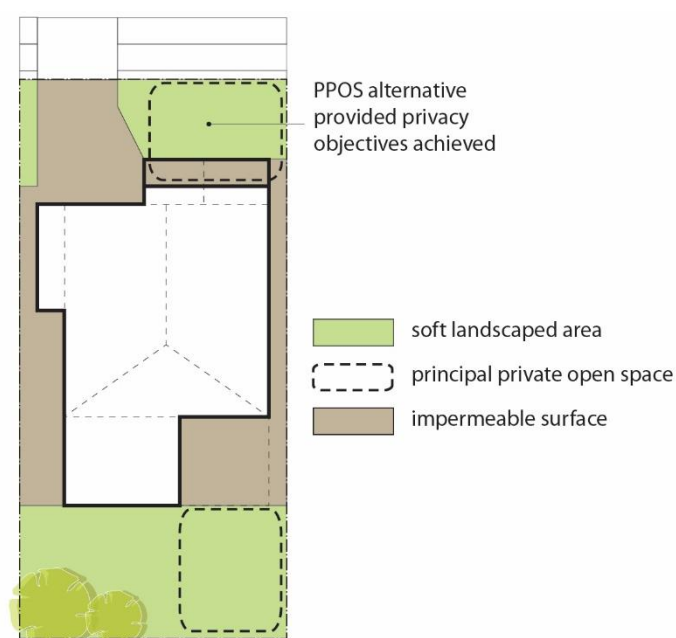 PPOS alternative
provided privacy
objectives achieved
soft landscaped area
principal private open space
impermeable surface